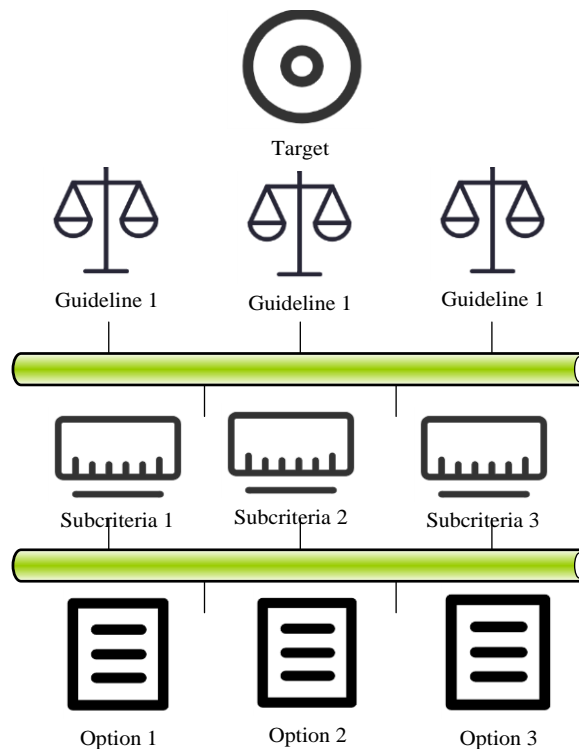 Target
Guideline 1
Guideline 1
Guideline 1
Subcriteria 1
Subcriteria 2
Subcriteria 3
Option 1
Option 2
Option 3